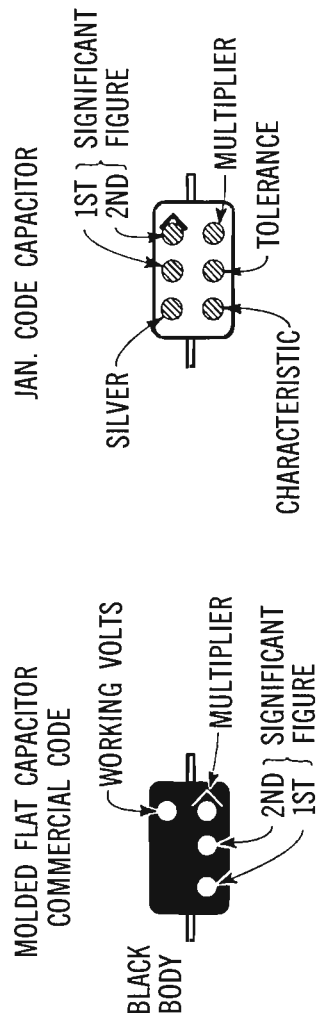 MOLDED FLAT CAPACITOR
COMMERCIAL CODE
BLACK
BODY
WORKING VOLTS
MULTIPLIER
2ND } SIGNIFICANT
1ST } FIGURE
JAN. CODE CAPACITOR
SILVER
1ST } SIGNIFICANT
2ND } FIGURE
MULTIPLIER
TOLERANCE
CHARACTERISTIC